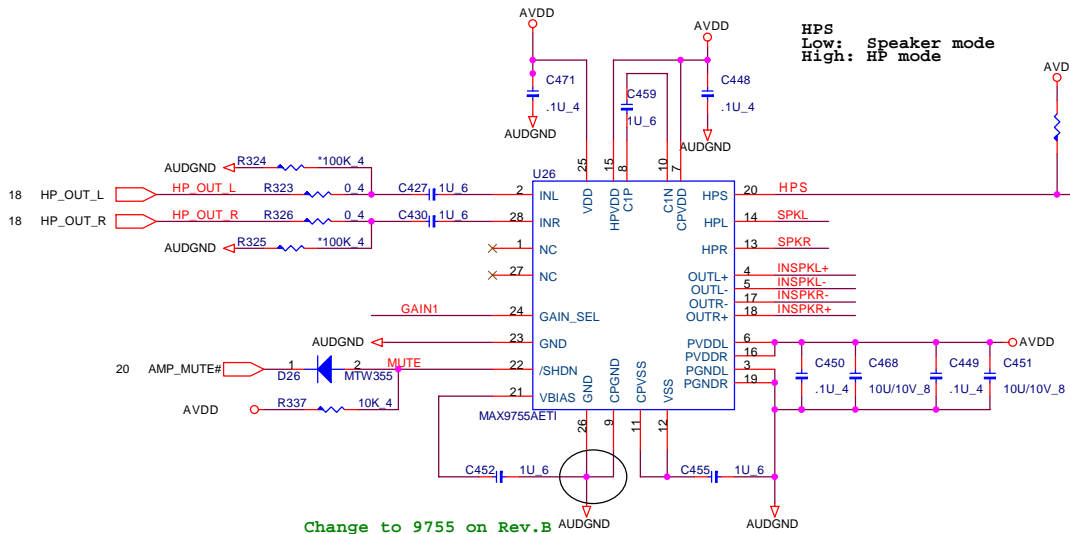 AVDD
AVDD
HPS
Low: Speaker mode
High: HP mode
AVD
C471
.1U_4
C459
1U_6
C448
.1U_4
AUDGND
AUDGND
25
15
8
10
7
U26
AUDGND
R324
*100K_4
18
HP_OUT_L
HP_OUT_L
R323
0_4
C427
1U_6
2
INL
VDD
HPVDD
C1P
C1N
CPVDD
HPS
20
HPS
18
HP_OUT_R
HP_OUT_R
R326
0_4
C430
1U_6
28
INR
HPL
14
SPKL
AUDGND
R325
*100K_4
1
NC
HPR
13
SPKR
27
NC
OUTL+
4
INSPKL+
OUTL-
5
INSPKL-
OUTR-
17
INSPKR-
OUTR+
18
INSPKR+
GAIN1
24
GAIN_SEL
AUDGND
23
GND
PVDDL
6
AVDD
PVDDR
16
20
AMP_MUTE#
1
D26
2
MTW355
MUTE
22
/SHDN
PGNDL
3
PGNDR
19
C450
.1U_4
C468
10U/10V_8
C449
.1U_4
C451
10U/10V_8
AVDD
R337
10K_4
21
VBIAS
GND
CPGND
CPVSS
VSS
MAX9755AETI
26
9
11
12
C452
1U_6
C455
1U_6
AUDGND
AUDGND
Change to 9755 on Rev.B